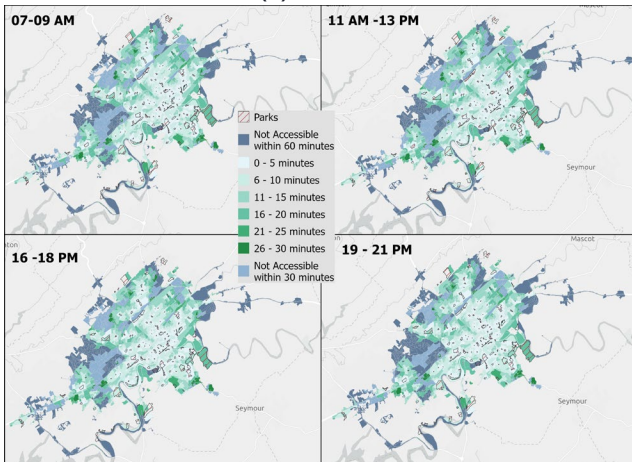 07-09 AM
11 AM -13 PM
Mascot
Parks
Not Accessible
within 60 minutes
0 - 5 minutes
6 - 10 minutes
11 - 15 minutes
16 - 20 minutes
21 - 25 minutes
26 - 30 minutes
Not Accessible
within 30 minutes
Seymour
16 -18 PM
19 - 21 PM
Mascot
Seymour
Seymour